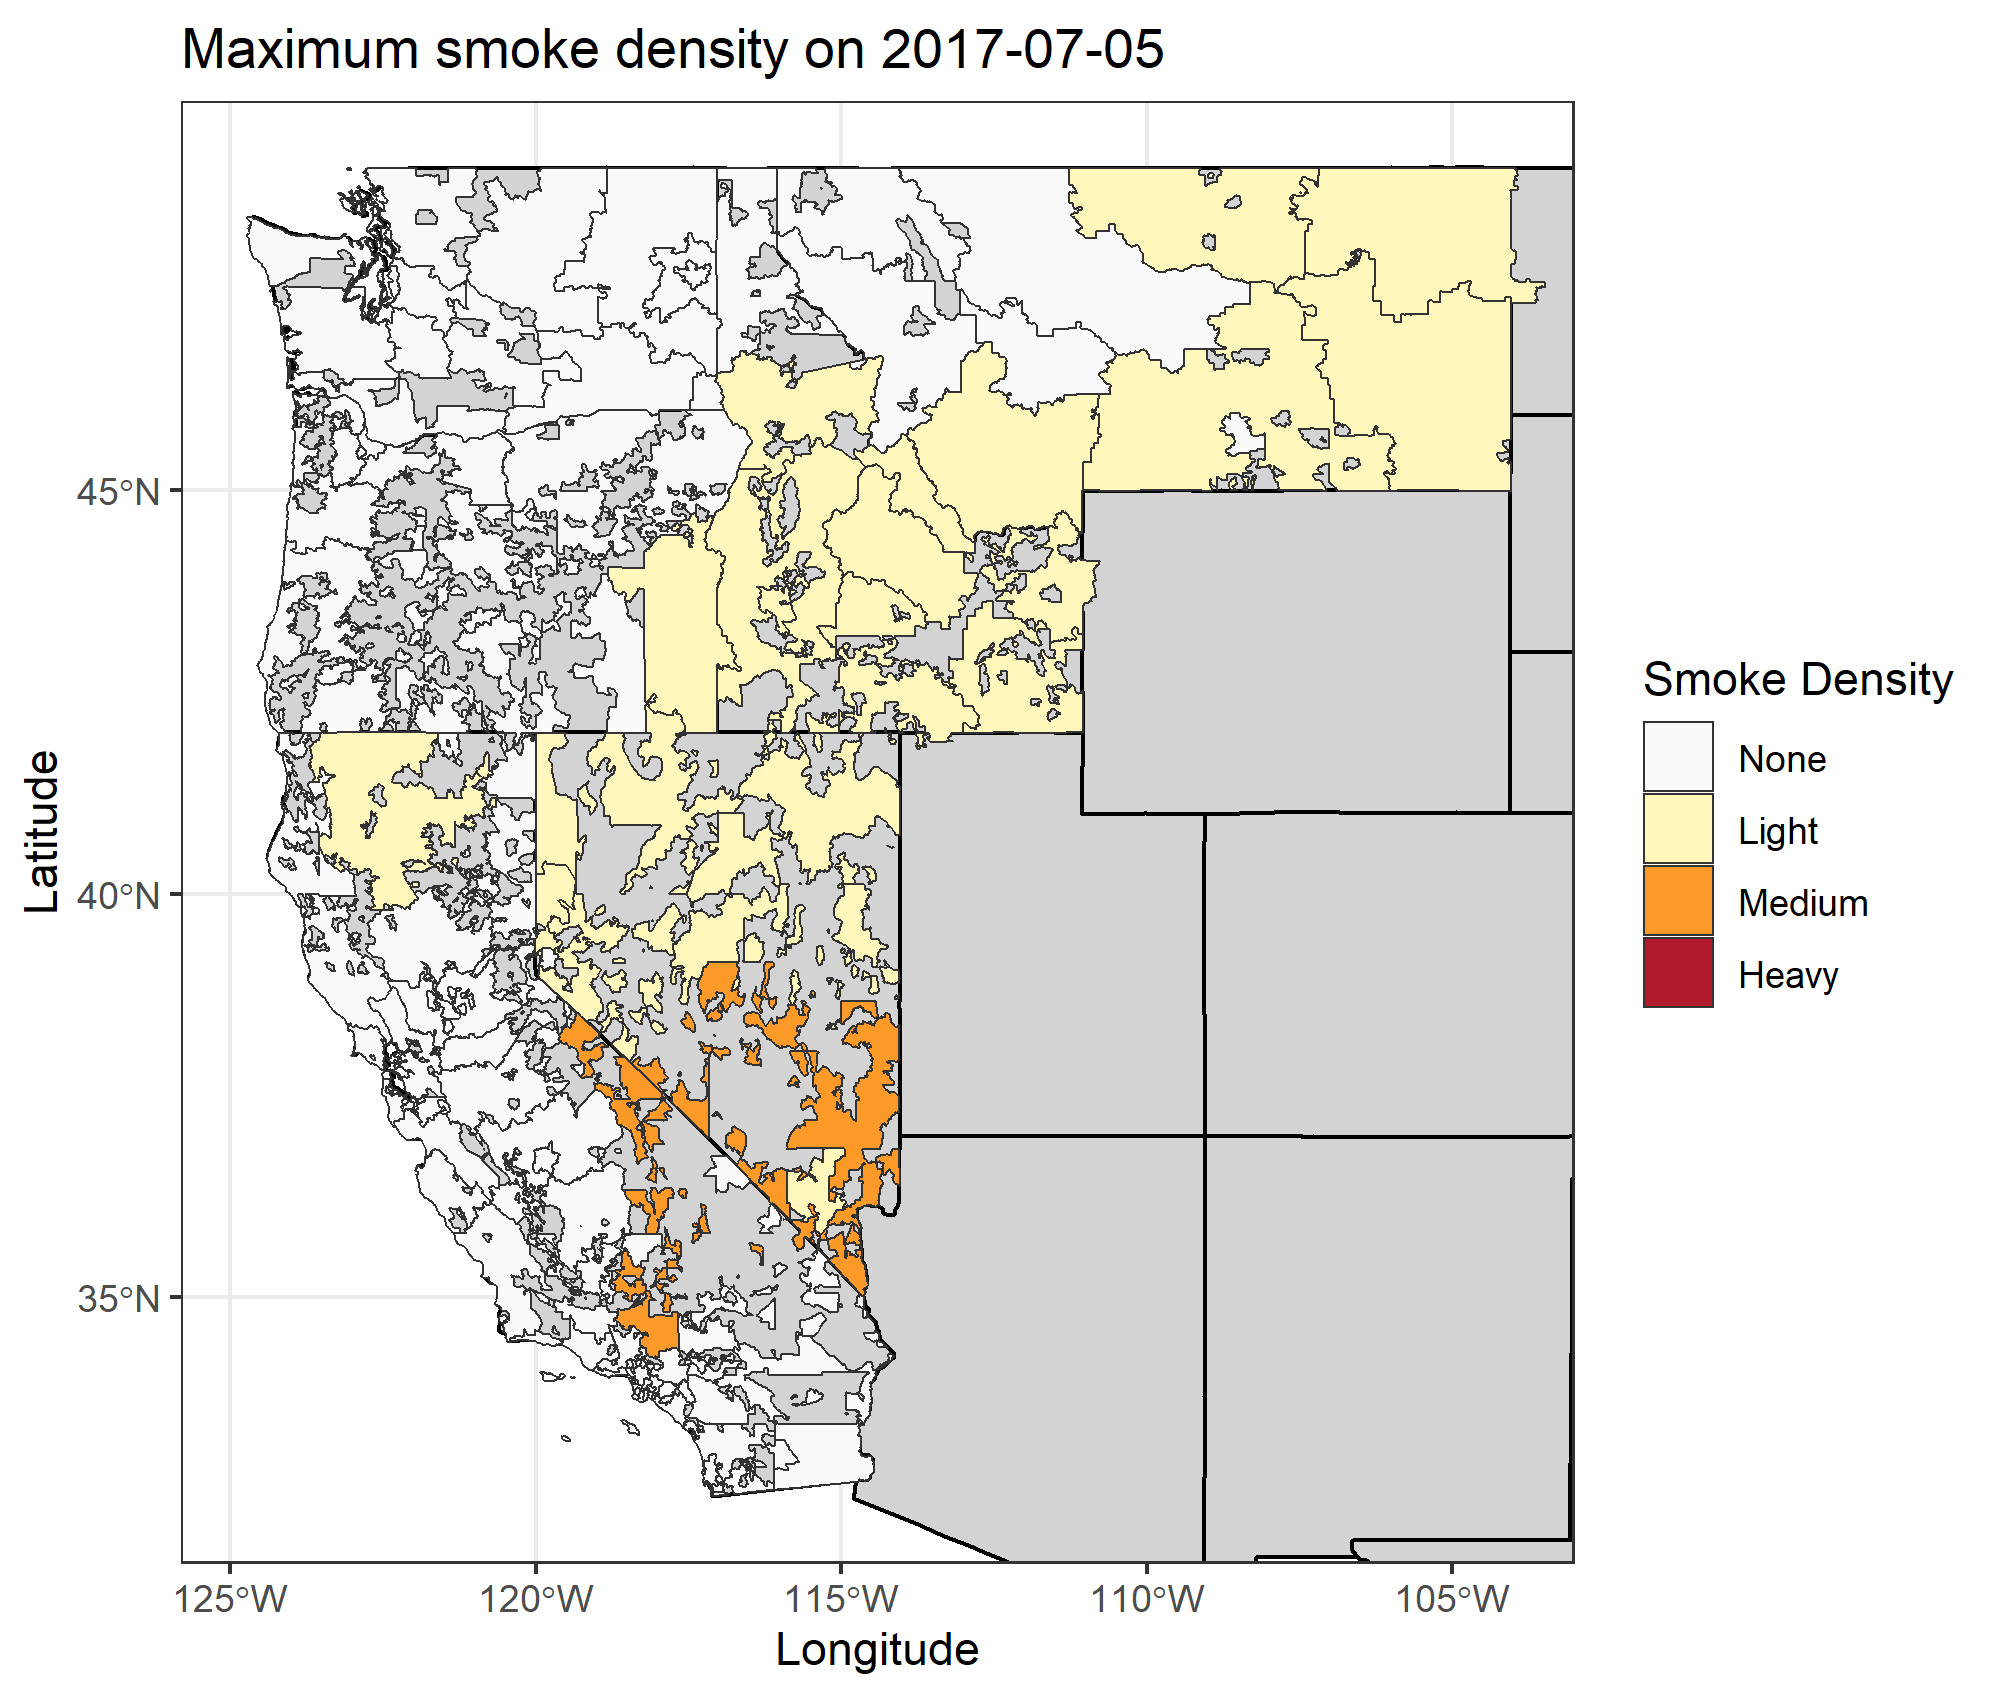 Maximum smoke density on 2017-07-05
45°N
40°N
35°N
Latitude
125°W
120°W
115°W
110°W
105°W
Longitude
Smoke Density
None
Light
Medium
Heavy